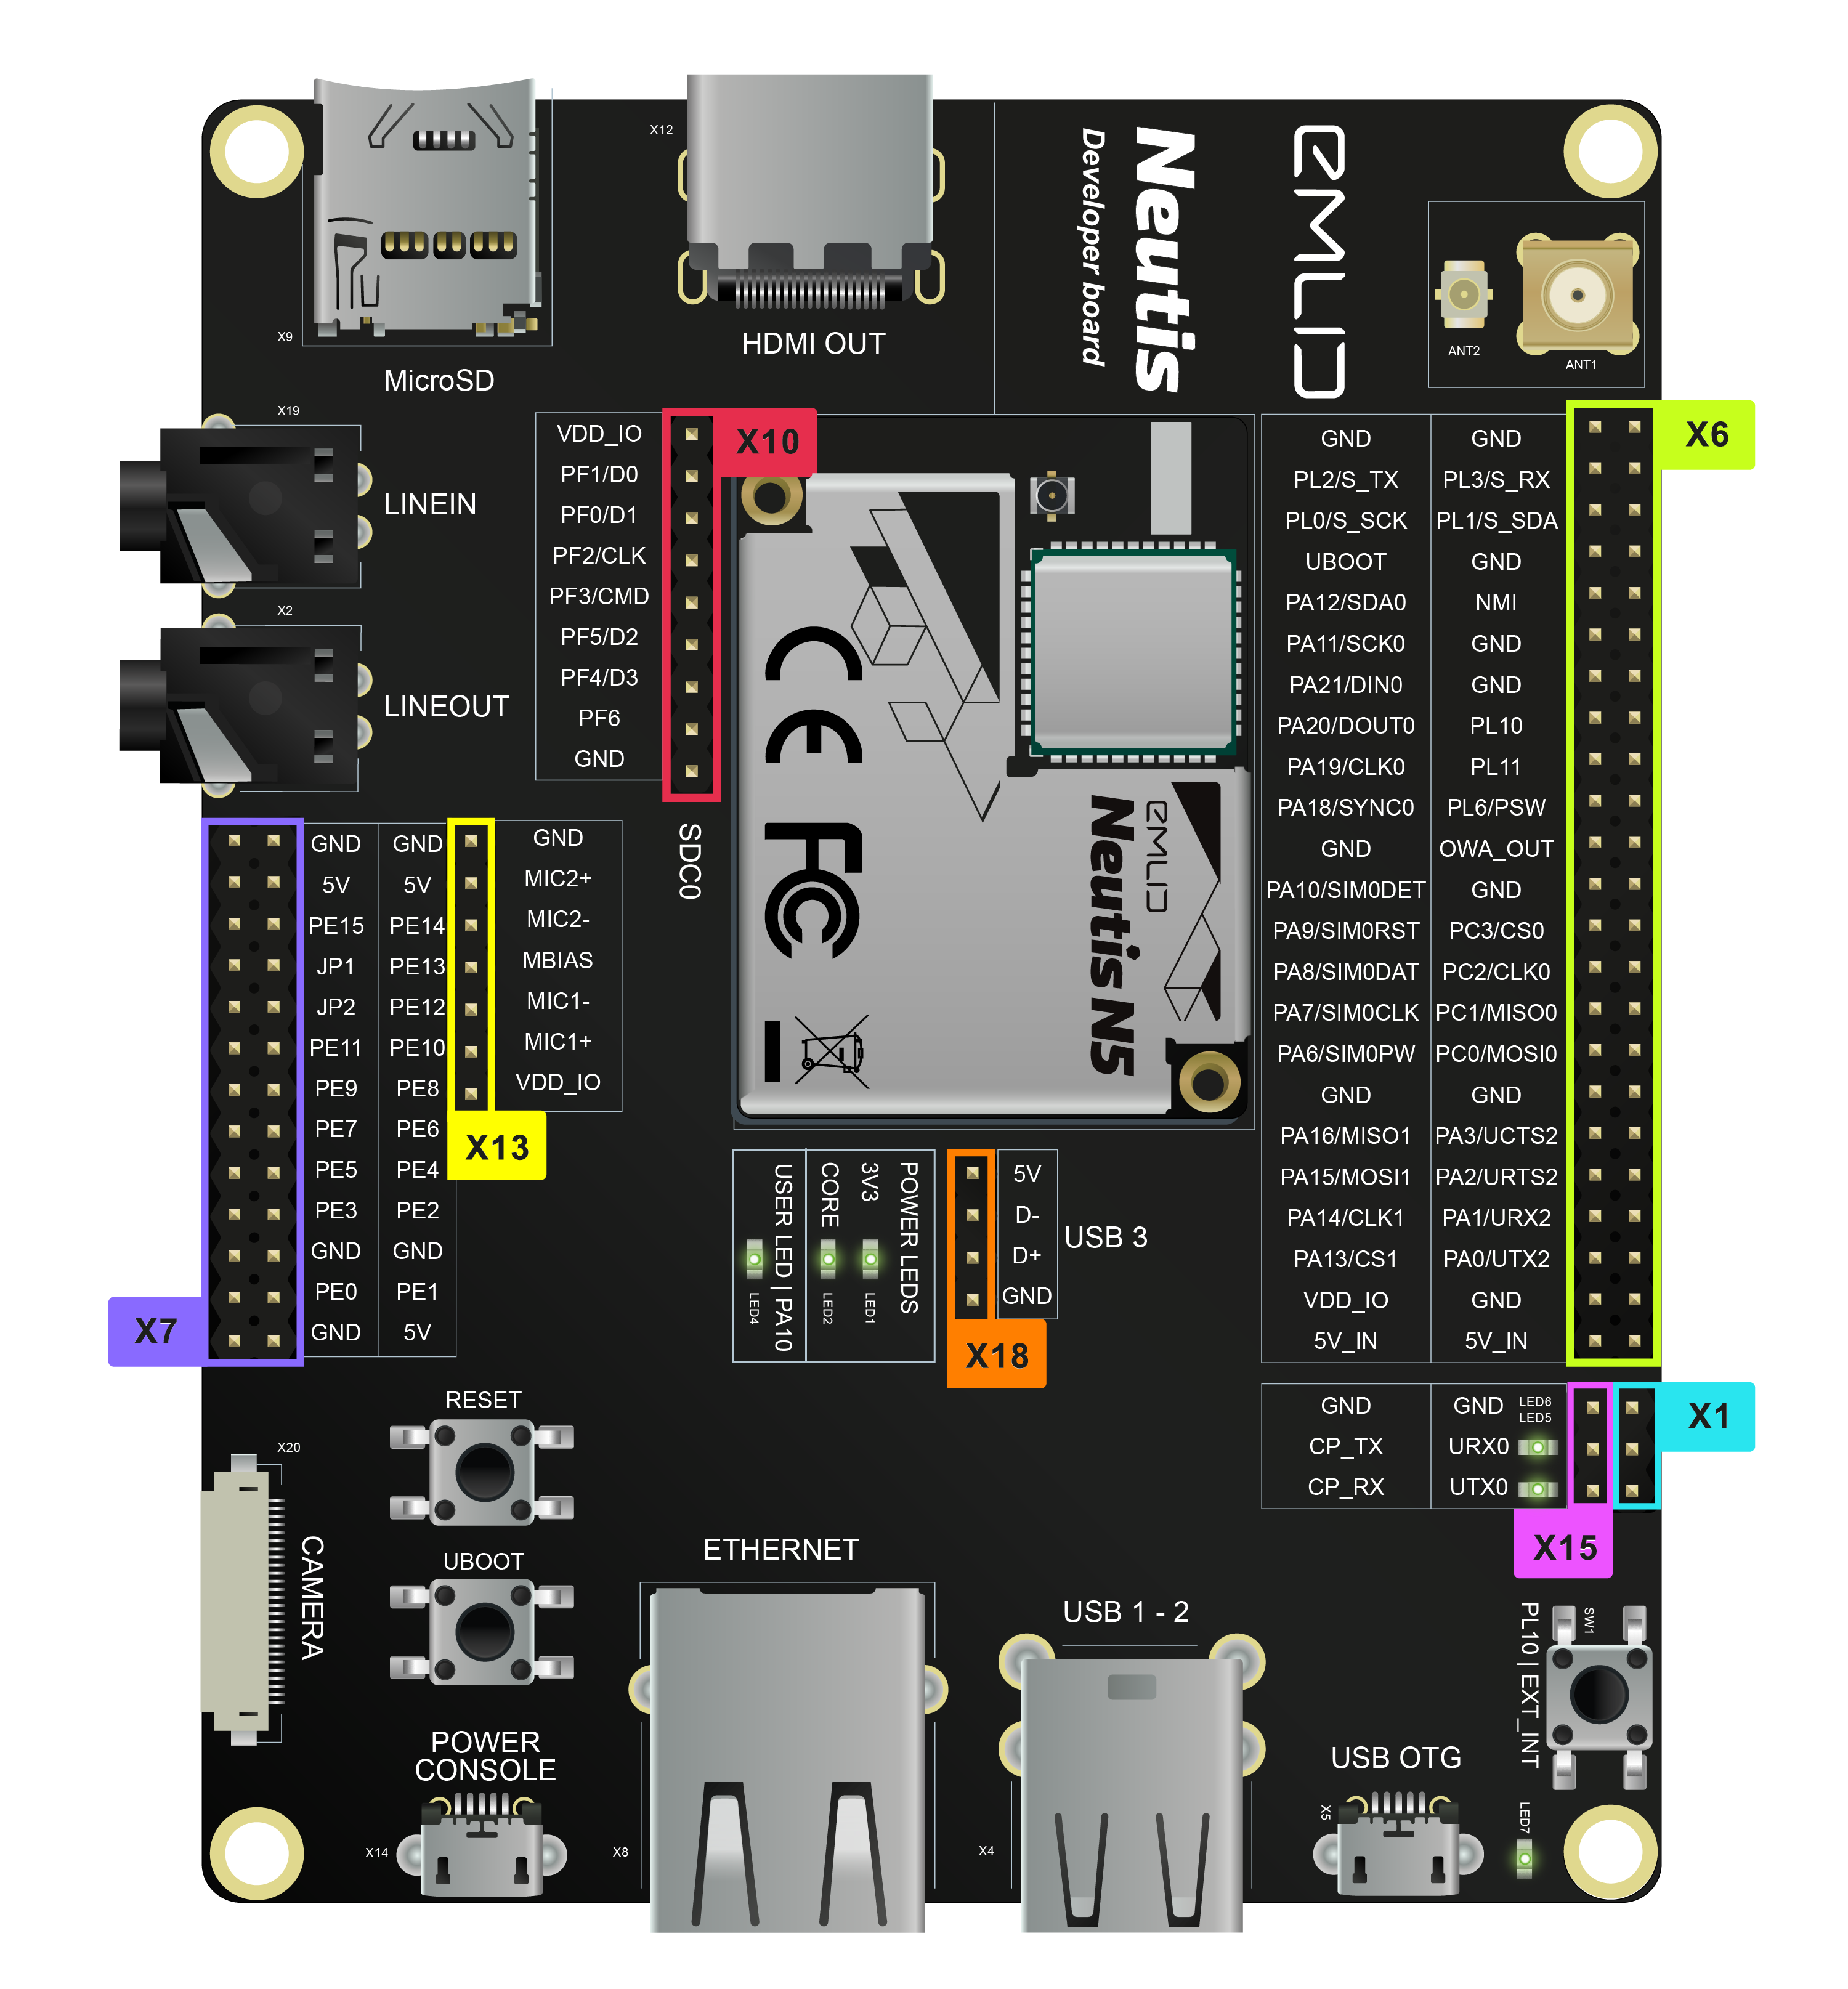 X12
HDMI OUT
X9
MicroSD
Neutis
Developer board
EMLID
ANT2
ANT1
X19
LINEIN
X2
LINEOUT
X10
VDD_IO
PF1/D0
PF0/D1
PF2/CLK
PF3/CMD
PF5/D2
PF4/D3
PF6
GND
SDC0
CE
FC
EMLID
Neutis N5
X6
GND GND
PL2/S_TX PL3/S_RX
PL0/S_SCK PL1/S_SDA
UBOOT GND
PA12/SDA0 NMI
PA11/SCK0 GND
PA21/DIN0 GND
PA20/DOUT0 PL10
PA19/CLK0 PL11
PA18/SYNC0 PL6/PSW
GND OWA_OUT
PA10/SIM0DET GND
PA9/SIM0RST PC3/CS0
PA8/SIM0DAT PC2/CLK0
PA7/SIM0CLK PC1/MISO0
PA6/SIM0PW PC0/MOSI0
GND GND
PA16/MISO1 PA3/UCTS2
PA15/MOSI1 PA2/URTS2
PA14/CLK1 PA1/URX2
PA13/CS1 PA0/UTX2
VDD_IO GND
5V_IN 5V_IN
GND GND
5V 5V
PE15 PE14
JP1 PE13
JP2 PE12
PE11 PE10
PE9 PE8
PE7 PE6
PE5 PE4
PE3 PE2
GND GND
PE0 PE1
GND 5V
X7
GND
MIC2+
MIC2-
MBIAS
MIC1-
MIC1+
VDD_IO
X13
POWER LEDS
3V3
LED1
CORE
LED2
USER LED | PA10
LED4
5V
D-
D+
GND
USB 3
X18
GND GND
CP_TX URX0
CP_RX UTX0
LED6
LED5
X1
X15
RESET
UBOOT
X20
CAMERA
POWER
CONSOLE
X14
ETHERNET
X8
USB 1 - 2
X4
USB OTG
X5
SW1
PL10 | EXT_INT
LED7